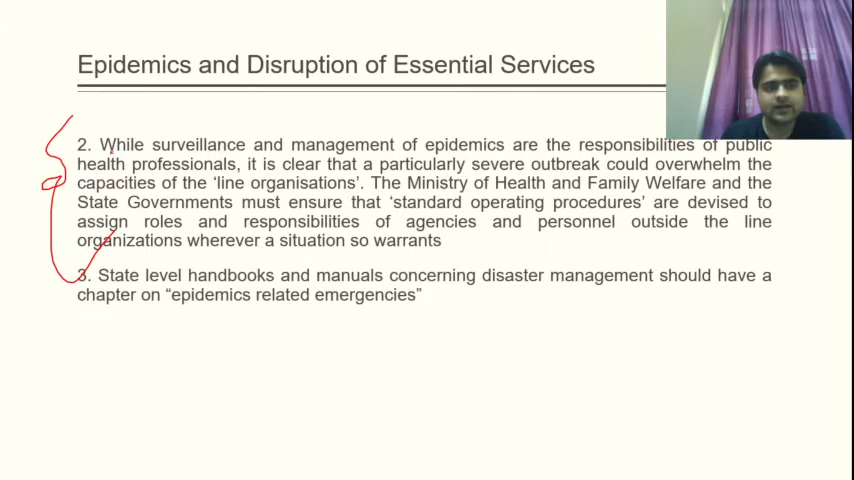 Epidemics and Disruption of Essential Services
2. While surveillance and management of epidemics are the responsibilities of public
health professionals, it is clear that a particularly severe outbreak could overwhelm the
capacities of the ‘line organisations’. The Ministry of Health and Family Welfare and the
State Governments must ensure that ‘standard operating procedures’ are devised to
assign roles and responsibilities of agencies and personnel outside the line
organizations wherever a situation so warrants
3. State level handbooks and manuals concerning disaster management should have a
chapter on “epidemics related emergencies”